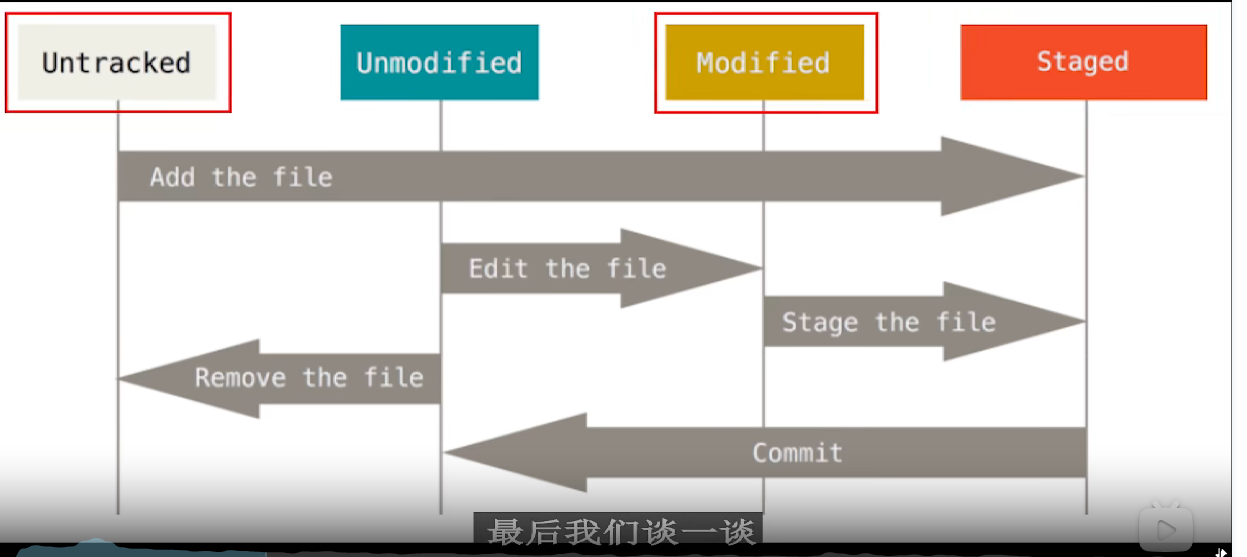 Untracked
Unmodified
Modified
Staged
Add the file
Edit the file
Stage the file
Remove the file
Commit
最后我们谈一谈